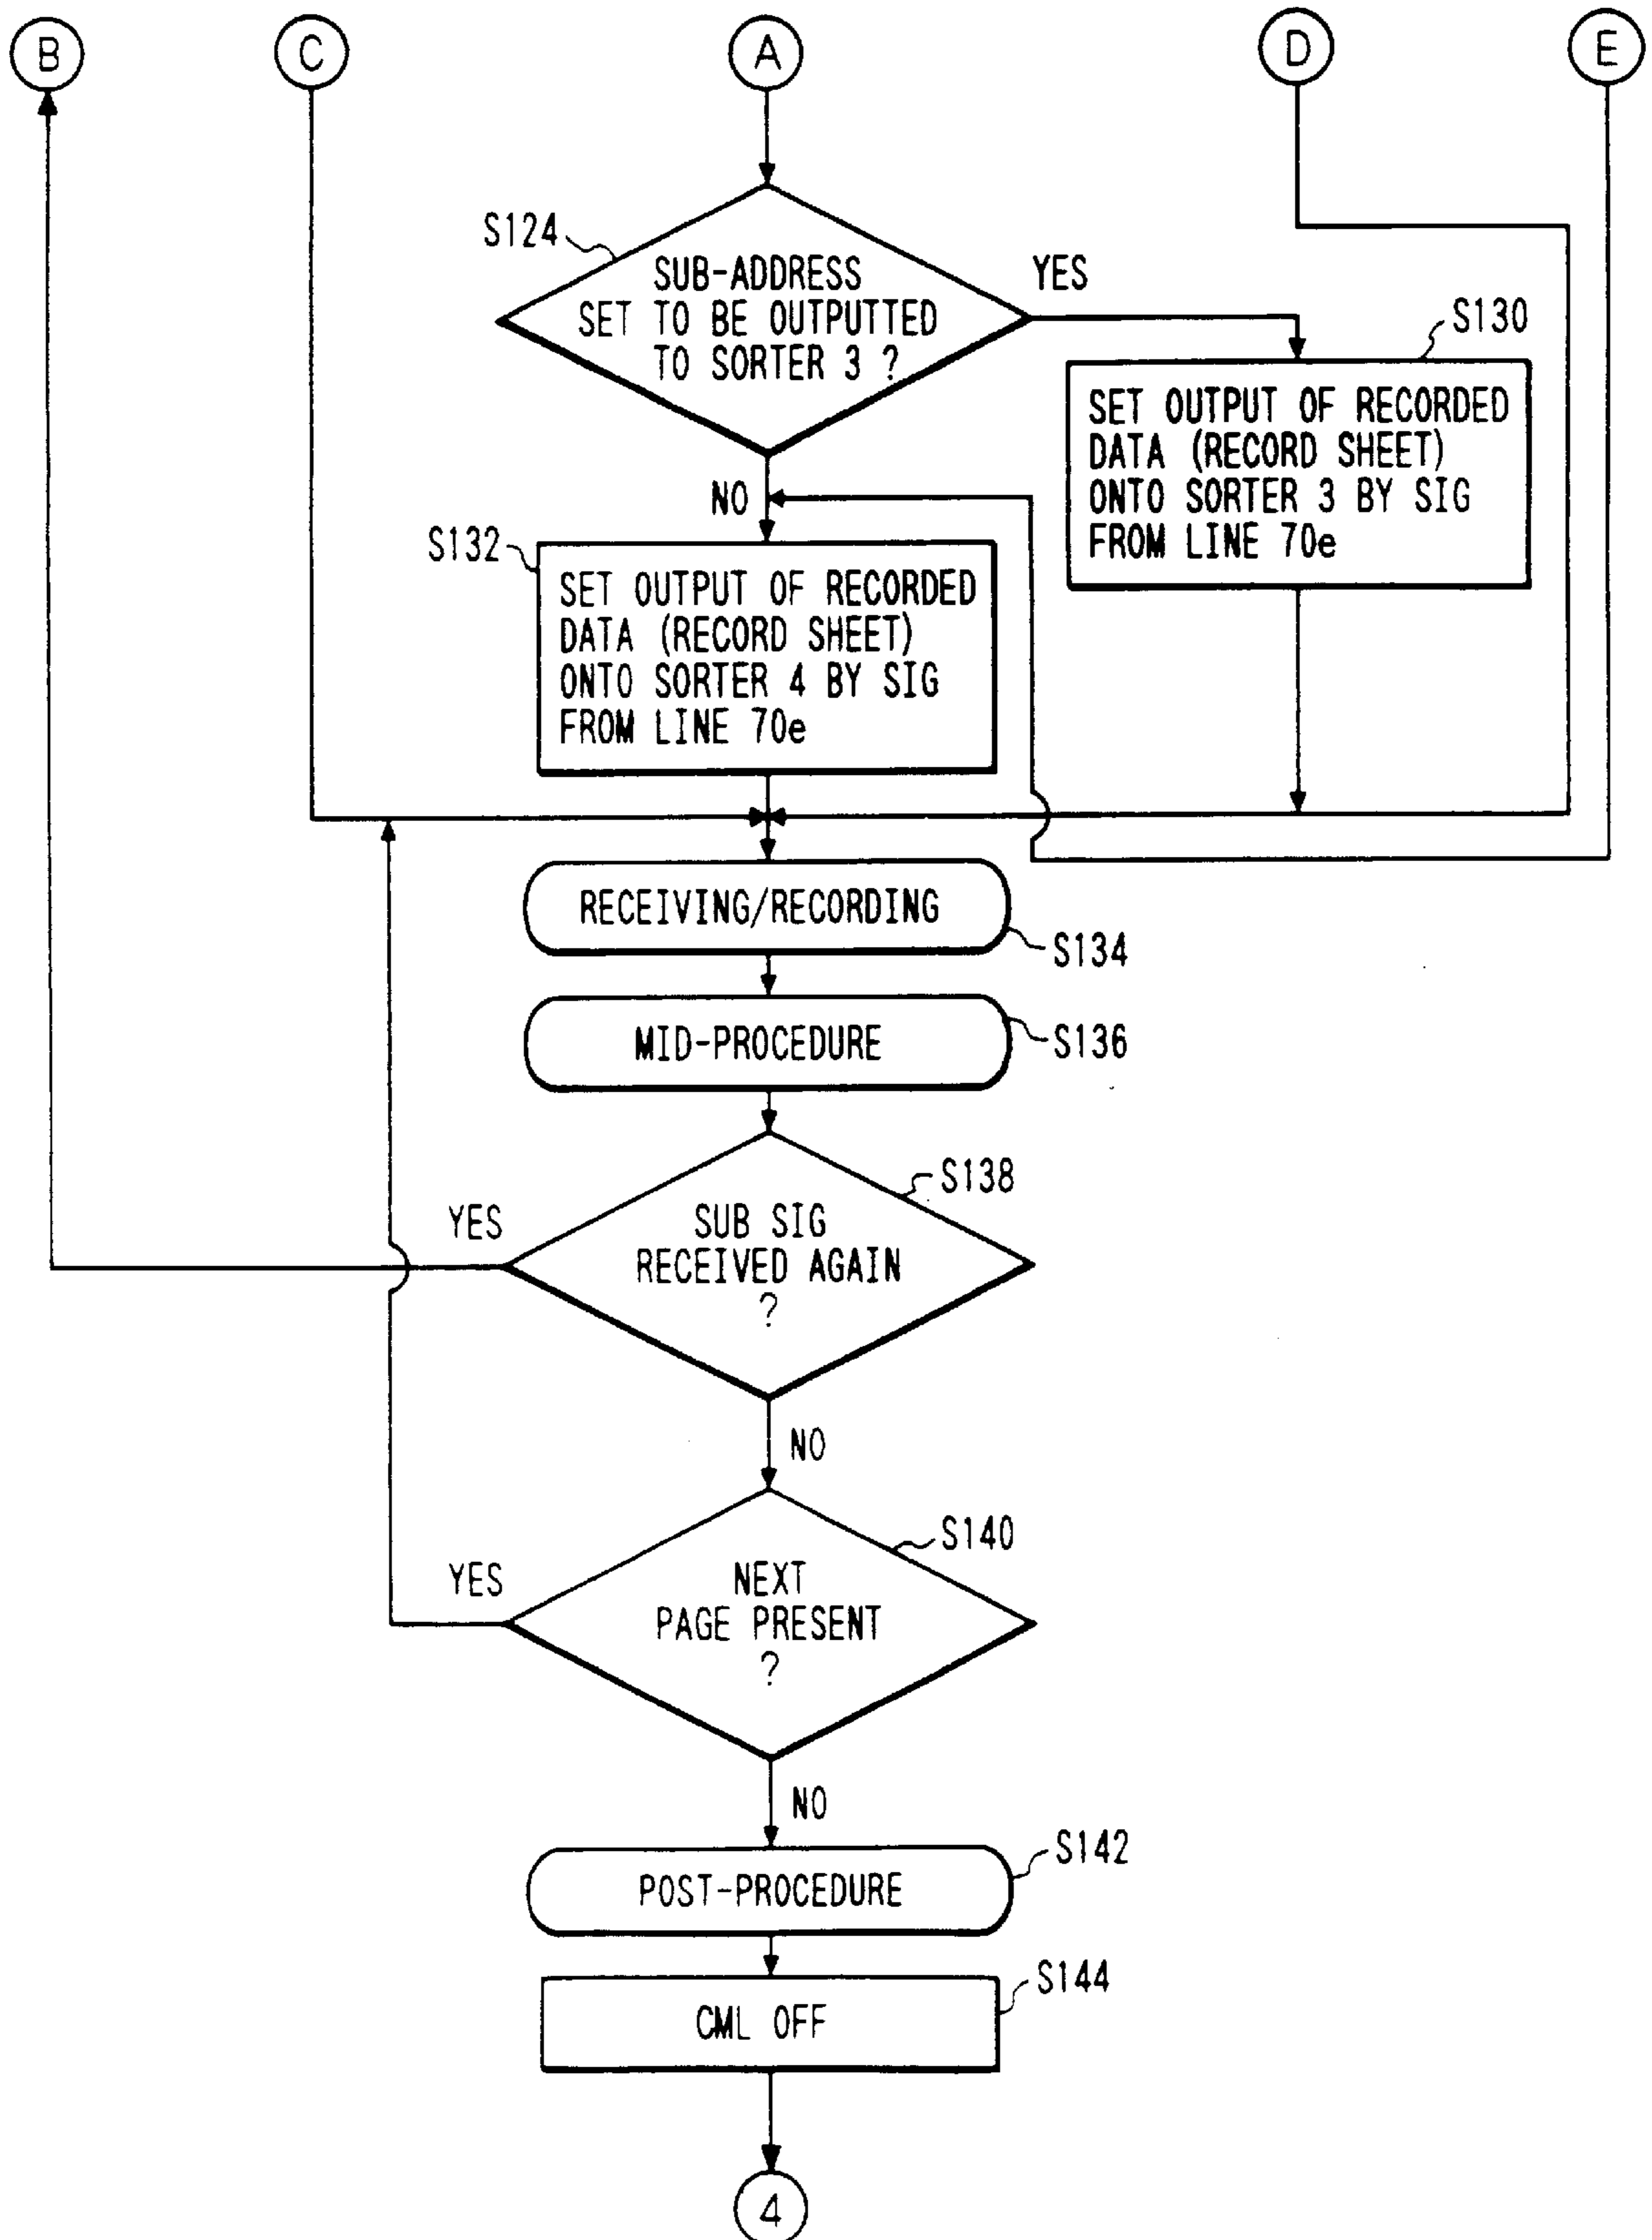 B
C
A
D
E
S124
SUB-ADDRESS
SET TO BE OUTPUTTED
TO SORTER 3 ?
YES
S130
SET OUTPUT OF RECORDED
DATA (RECORD SHEET)
ONTO SORTER 3 BY SIG
FROM LINE 70e
NO
S132
SET OUTPUT OF RECORDED
DATA (RECORD SHEET)
ONTO SORTER 4 BY SIG
FROM LINE 70e
RECEIVING/RECORDING
S134
MID-PROCEDURE
S136
S138
YES
SUB SIG
RECEIVED AGAIN
?
NO
S140
YES
NEXT
PAGE PRESENT
?
NO
S142
POST-PROCEDURE
S144
CML OFF
4